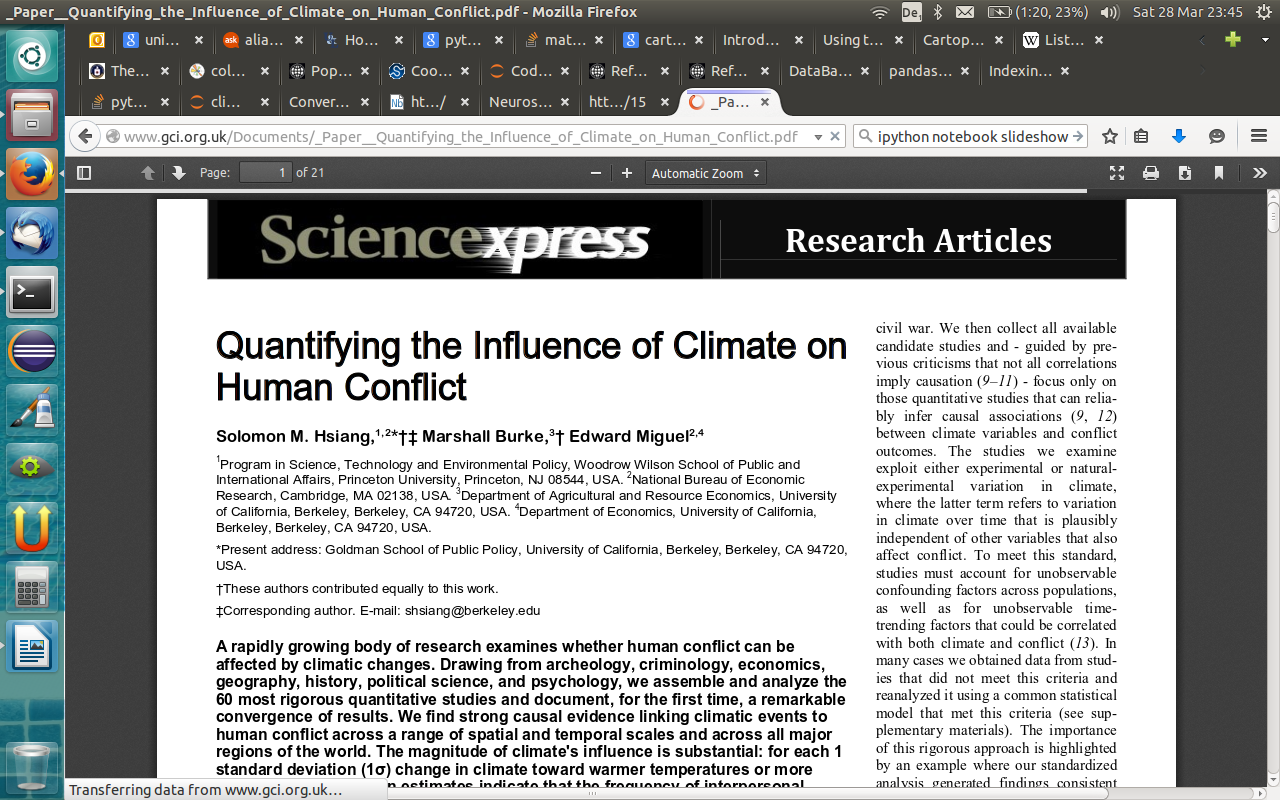 _Paper__Quantifying_the_Influence_of_Climate_on_Human_Conflict.pdf - Mozilla Firefox
De1 (1:20, 23%) Sat 28 Mar 23:45
uni... alia... Ho... pyt... mat... cart... Introd... Using t... Cartop... List...
The... col... Pop... Coo... Cod... Ref... Ref... DataBa... pandas... Indexin...
pyt... cli... Conver... ht.../ Neuros... htt.../15 _Pa...
www.gci.org.uk/Documents/_Paper__Quantifying_the_Influence_of_Climate_on_Human_Conflict.pdf
ipython notebook slideshow
Page: 1 of 21
Automatic Zoom
Sciencexpress
Research Articles
Quantifying the Influence of Climate on
Human Conflict
Solomon M. Hsiang,1,2*†‡ Marshall Burke,3† Edward Miguel2,4
1Program in Science, Technology and Environmental Policy, Woodrow Wilson School of Public and
International Affairs, Princeton University, Princeton, NJ 08544, USA. 2National Bureau of Economic
Research, Cambridge, MA 02138, USA. 3Department of Agricultural and Resource Economics, University
of California, Berkeley, Berkeley, CA 94720, USA. 4Department of Economics, University of California,
Berkeley, Berkeley, CA 94720, USA.
*Present address: Goldman School of Public Policy, University of California, Berkeley, Berkeley, CA 94720,
USA.
†These authors contributed equally to this work.
‡Corresponding author. E-mail: shsiang@berkeley.edu
A rapidly growing body of research examines whether human conflict can be
affected by climatic changes. Drawing from archeology, criminology, economics,
geography, history, political science, and psychology, we assemble and analyze the
60 most rigorous quantitative studies and document, for the first time, a remarkable
convergence of results. We find strong causal evidence linking climatic events to
human conflict across a range of spatial and temporal scales and across all major
regions of the world. The magnitude of climate's influence is substantial: for each 1
standard deviation (1σ) change in climate toward warmer temperatures or more
estimates indicate that the frequency of interpersonal
civil war. We then collect all available
candidate studies and - guided by pre-
vious criticisms that not all correlations
imply causation (9–11) - focus only on
those quantitative studies that can relia-
bly infer causal associations (9, 12)
between climate variables and conflict
outcomes. The studies we examine
exploit either experimental or natural-
experimental variation in climate,
where the latter term refers to variation
in climate over time that is plausibly
independent of other variables that also
affect conflict. To meet this standard,
studies must account for unobservable
confounding factors across populations,
as well as for unobservable time-
trending factors that could be correlated
with both climate and conflict (13). In
many cases we obtained data from stud-
ies that did not meet this criteria and
reanalyzed it using a common statistical
model that met this criteria (see sup-
plementary materials). The importance
of this rigorous approach is highlighted
by an example where our standardized
analysis generated findings consistent
Transferring data from www.gci.org.uk...